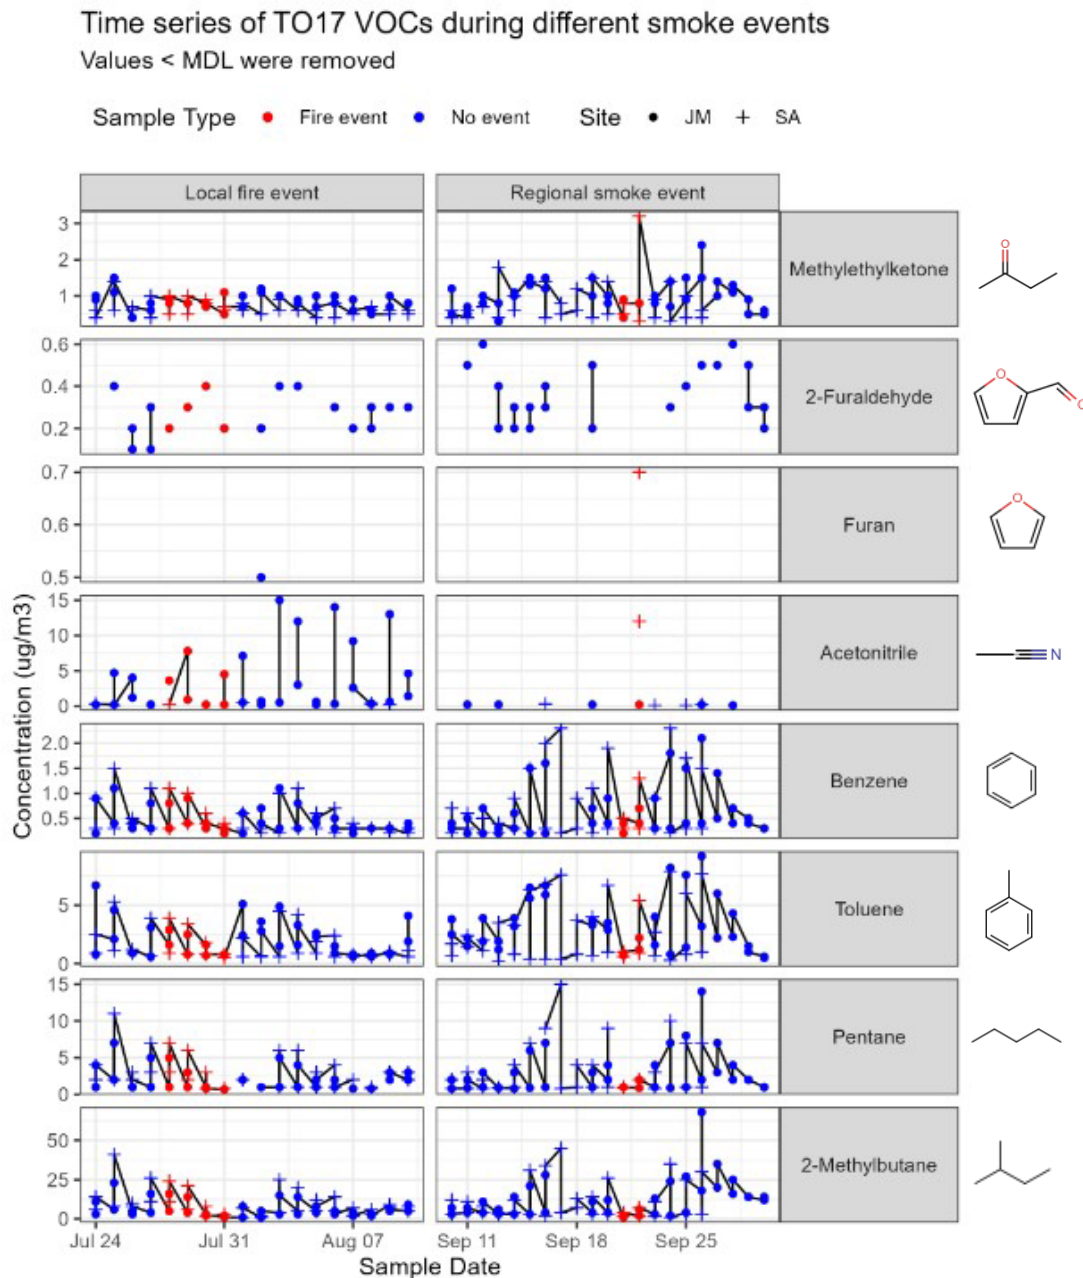 Time series of TO17 VOCs during different smoke events
Values < MDL were removed
Sample Type Fire event No event Site JM SA
Local fire event Regional smoke event
3
2
1
Methylethylketone
O
0.6
0.4
0.2
2-Furaldehyde
O
O
0.7
0.6
0.5
Furan
O
15
10
5
0
Acetonitrile
N
2.0
1.5
1.0
0.5
Benzene
5
0
Toluene
15
10
5
0
Pentane
50
25
0
2-Methylbutane
Concentration (ug/m3)
Jul 24 Jul 31 Aug 07 Sep 11 Sep 18 Sep 25
Sample Date